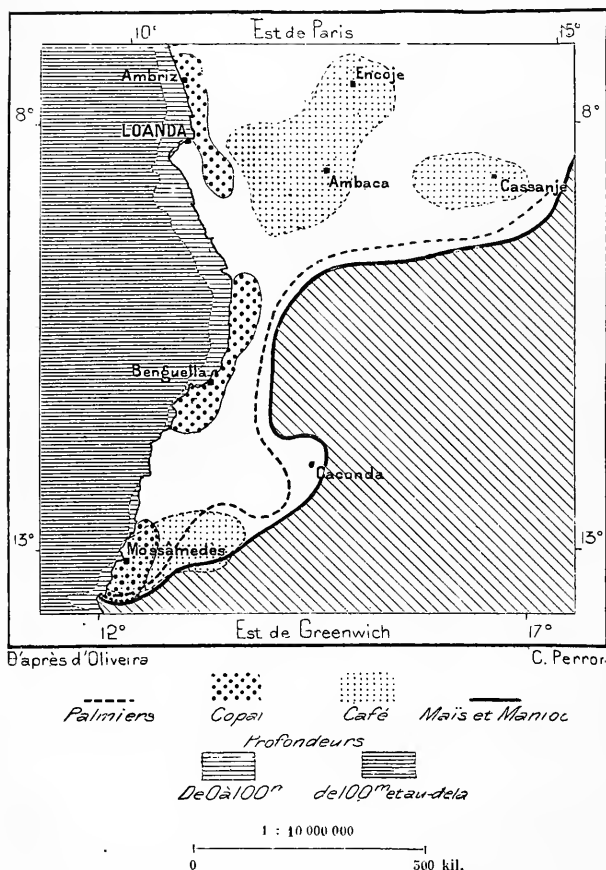 10° Est de Paris 15°
Ambriz
Encoje
8° 8°
LOANDA
Ambaca
Cassanje
Benguella
Caconda
13° 13°
Mossâmedes
12° Est de Greenwich 17°
D'après d'Oliveira C. Perron
Palmiers Copal Café Maïs et Manioc
Profondeurs
De 0 à 100m de 100m et au-dela
1 : 10 000 000
0 500 kil.